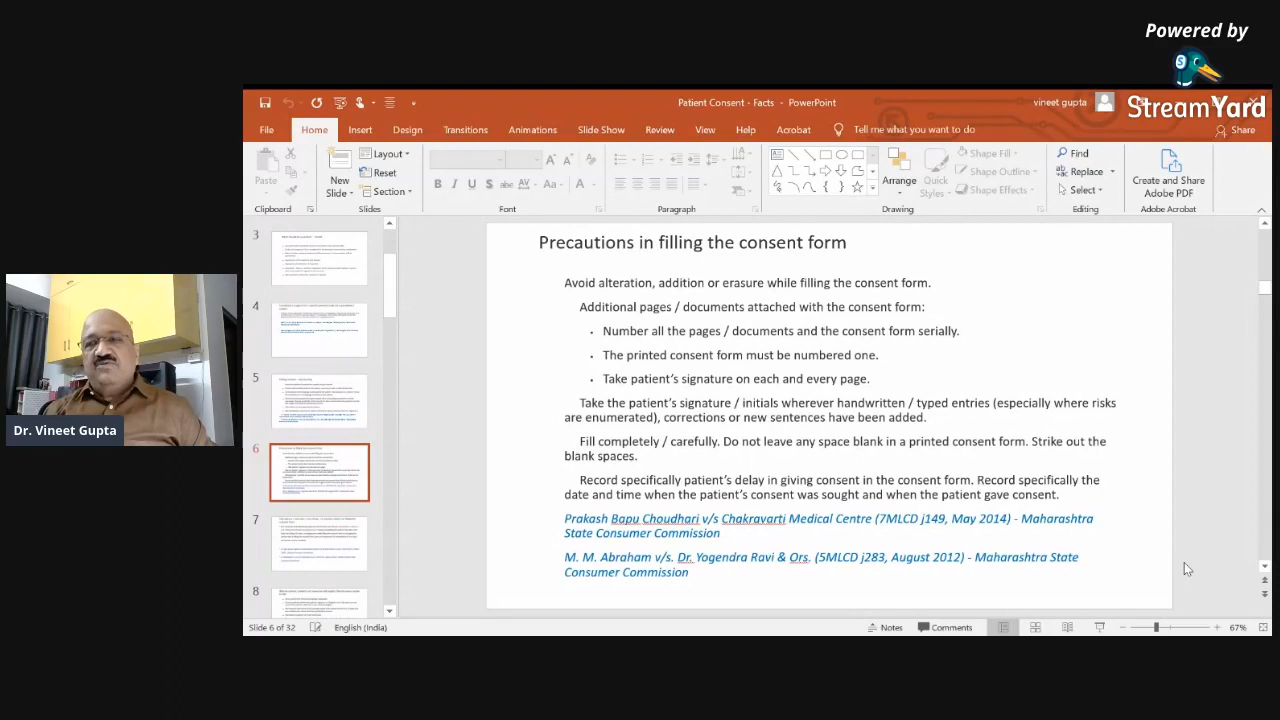 Powered by
StreamYard
Patient Consent - Facts - PowerPoint
vineet gupta
File
Home
Insert
Design
Transitions
Animations
Slide Show
Review
View
Help
Acrobat
Tell me what you want to do
Share
Paste
New
Slide
Layout
Reset
Section
Arrange
Quick
Styles
Shape Fill
Shape Outline
Shape Effects
Find
Replace
Select
Create and Share
Adobe PDF
Clipboard
Slides
Font
Paragraph
Drawing
Editing
Adobe Acrobat
3
4
5
6
7
8
Precautions in filling the consent form
Avoid alteration, addition or erasure while filling the consent form.
Additional pages / documents with the consent form:
Number all the pages / documents and the consent form serially.
The printed consent form must be numbered one.
Take patient's signature on each and every page.
Take the patient's signature wherever handwritten / typed entries (specially where risks
are enumerated), corrections have been added.
Fill completely / carefully. Do not leave any space blank in a printed consent form. Strike out the
blank spaces.
Record specifically patient's giving consent in the consent form. Record specifically the
date and time when the patient's consent was sought and when the patient gave consent.
Prakash Bapu Choudhari v/s. Medical Centre (7MLCD j149, May 2014) - Maharashtra
State Consumer Commission
M. M. Abraham v/s. Dr. Yogendra Ravi & Ors. (5MLCD j283, August 2012) - Maharashtra State
Consumer Commission
Dr. Vineet Gupta
Slide 6 of 32
English (India)
Notes
Comments
67%